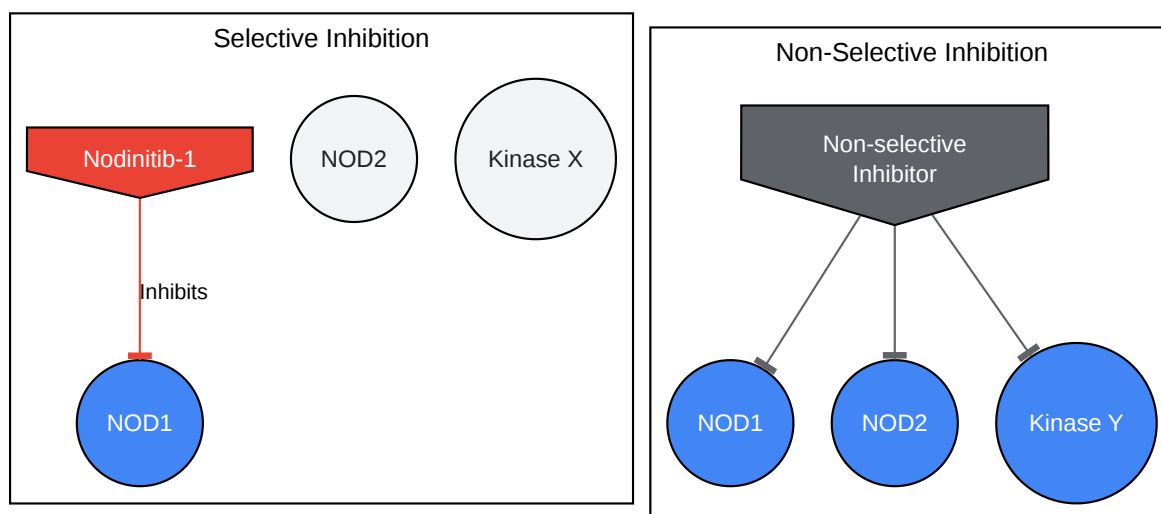 Selective Inhibition
Nodinitib-1
NOD2
Kinase X
Inhibits
NOD1
Non-Selective Inhibition
Non-selective
Inhibitor
NOD1
NOD2
Kinase Y